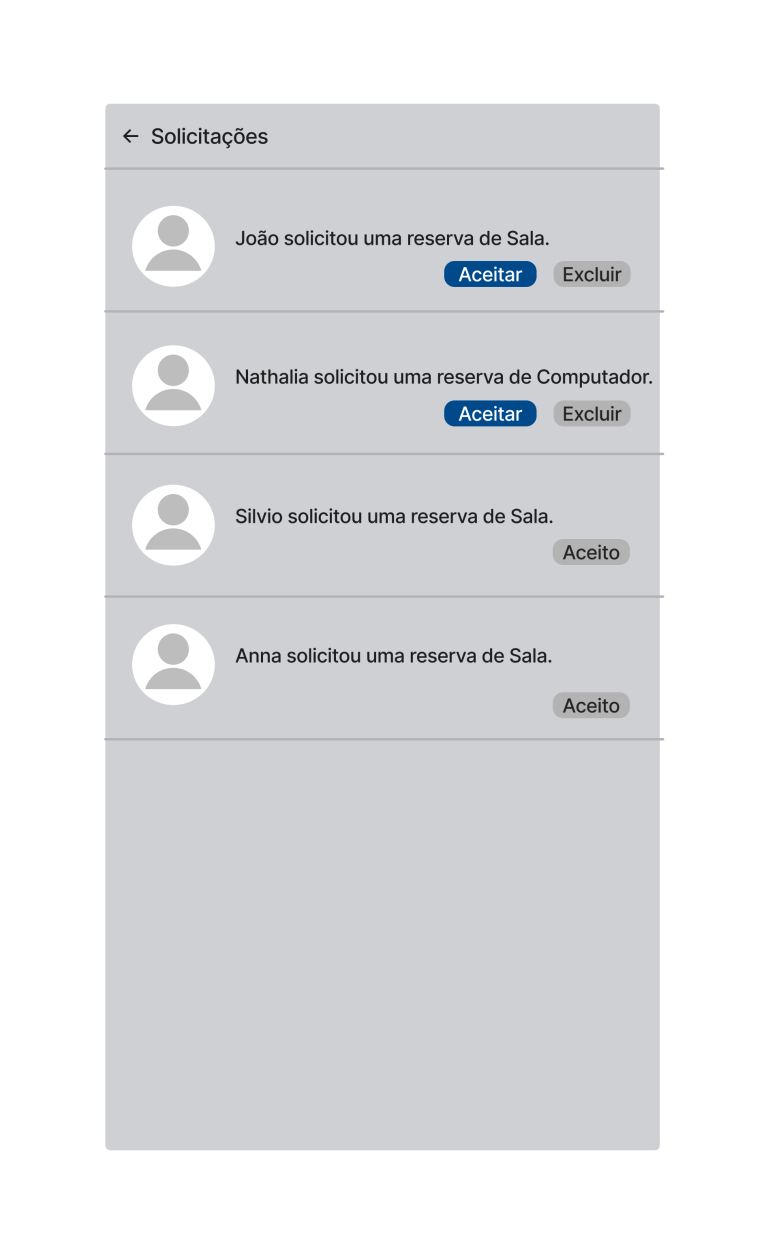 ← Solicitações
João solicitou uma reserva de Sala.
Aceitar Excluir
Nathalia solicitou uma reserva de Computador.
Aceitar Excluir
Silvio solicitou uma reserva de Sala.
Aceito
Anna solicitou uma reserva de Sala.
Aceito